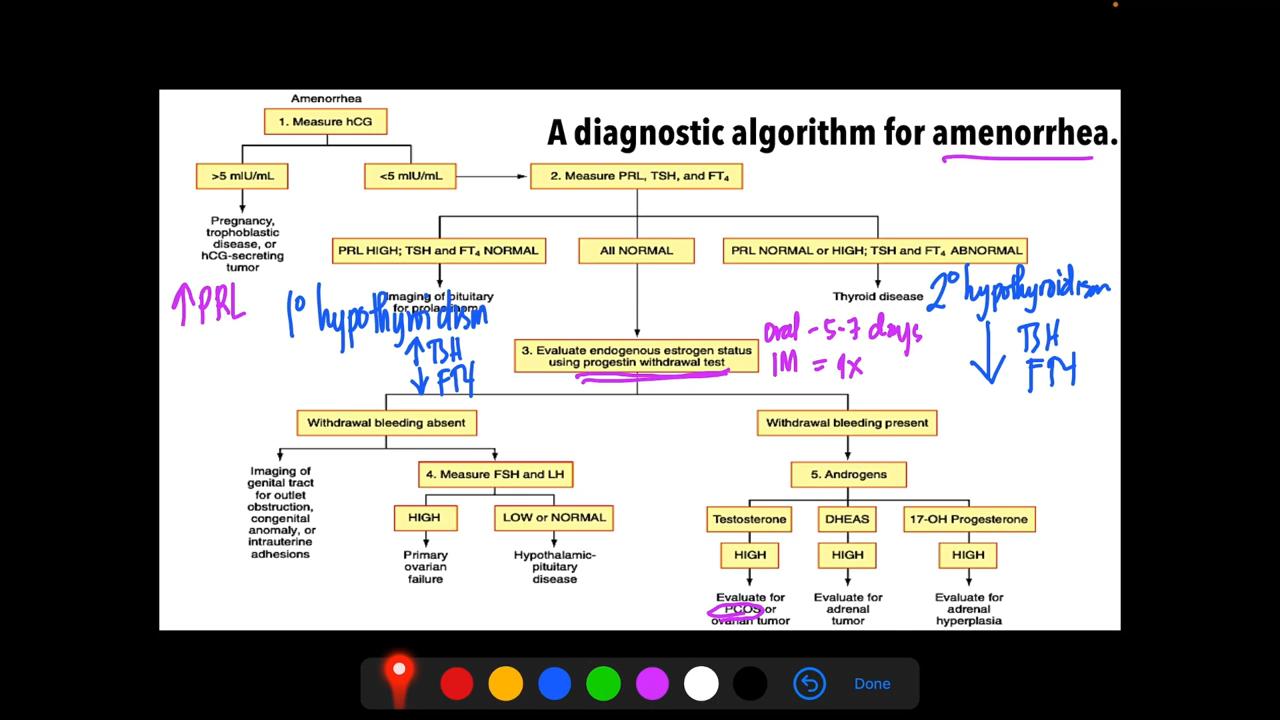 Amenorrhea
1. Measure hCG
A diagnostic algorithm for amenorrhea.
>5 mIU/mL
<5 mIU/mL
2. Measure PRL, TSH, and FT₄
Pregnancy,
trophoblastic
disease, or
hCG-secreting
tumor
PRL HIGH; TSH and FT₄ NORMAL
All NORMAL
PRL NORMAL or HIGH; TSH and FT₄ ABNORMAL
↑PRL
Imaging of pituitary
for prolactinoma
1° hypothyroidism
↑ TSH
↓ FT4
Thyroid disease
2° hypothyroidism
↓ TSH
FT4
3. Evaluate endogenous estrogen status
using progestin withdrawal test
oral - 5-7 days
IM = 1x
Withdrawal bleeding absent
Withdrawal bleeding present
Imaging of
genital tract
for outlet
obstruction,
congenital
anomaly, or
intrauterine
adhesions
4. Measure FSH and LH
HIGH
LOW or NORMAL
Primary
ovarian
failure
Hypothalamic-
pituitary
disease
5. Androgens
Testosterone
DHEAS
17-OH Progesterone
HIGH
HIGH
HIGH
Evaluate for
PCOS or
ovarian tumor
Evaluate for
adrenal
tumor
Evaluate for
adrenal
hyperplasia
Done